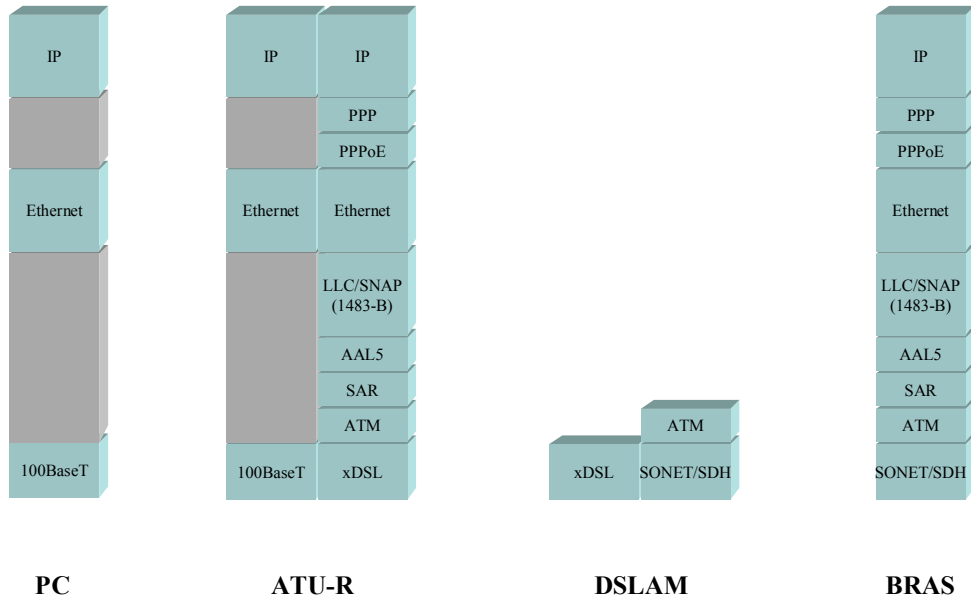 IP
Ethernet
100BaseT
PC
IP
Ethernet
100BaseT
IP
PPP
PPPoE
Ethernet
LLC/SNAP
(1483-B)
AAL5
SAR
ATM
xDSL
ATU-R
xDSL
ATM
SONET/SDH
DSLAM
IP
PPP
PPPoE
Ethernet
LLC/SNAP
(1483-B)
AAL5
SAR
ATM
SONET/SDH
BRAS